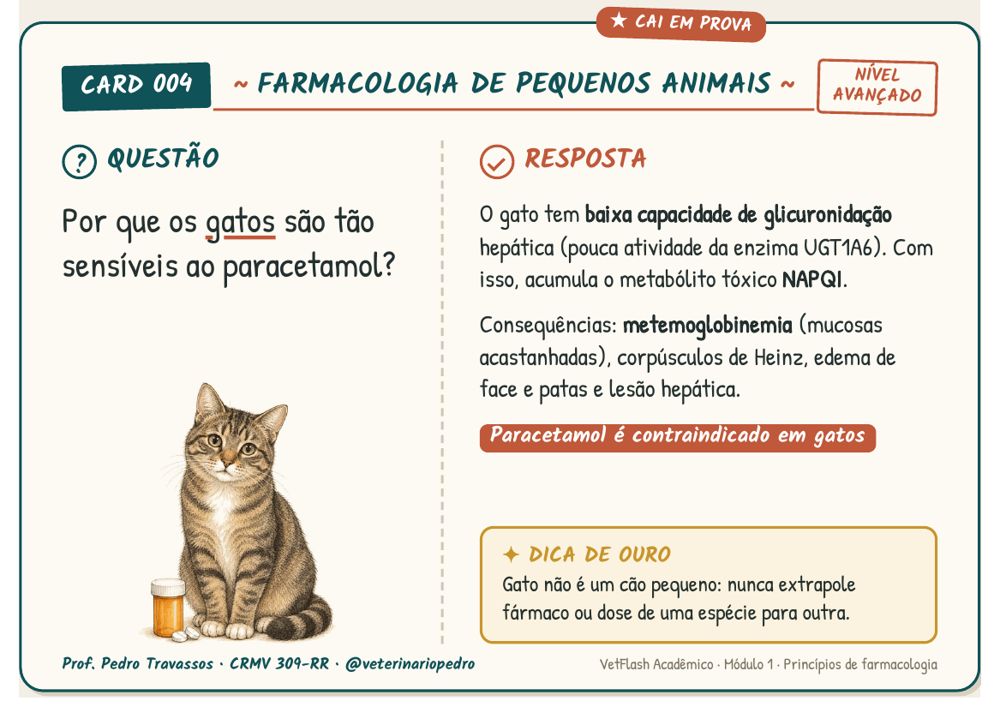 ★ CAI EM PROVA
CARD 004
~ FARMACOLOGIA DE PEQUENOS ANIMAIS ~
NÍVEL
AVANÇADO
? QUESTÃO
Por que os gatos são tão
sensíveis ao paracetamol?
RESPOSTA
O gato tem baixa capacidade de glicuronidação
hepática (pouca atividade da enzima UGT1A6). Com
isso, acumula o metabólito tóxico NAPQI.
Consequências: metemoglobinemia (mucosas
acastanhadas), corpúsculos de Heinz, edema de
face e patas e lesão hepática.
Paracetamol é contraindicado em gatos
✦ DICA DE OURO
Gato não é um cão pequeno: nunca extrapole
fármaco ou dose de uma espécie para outra.
Prof. Pedro Travassos · CRMV 309-RR · @veterinariopedro
VetFlash Acadêmico · Módulo 1 · Princípios de farmacologia